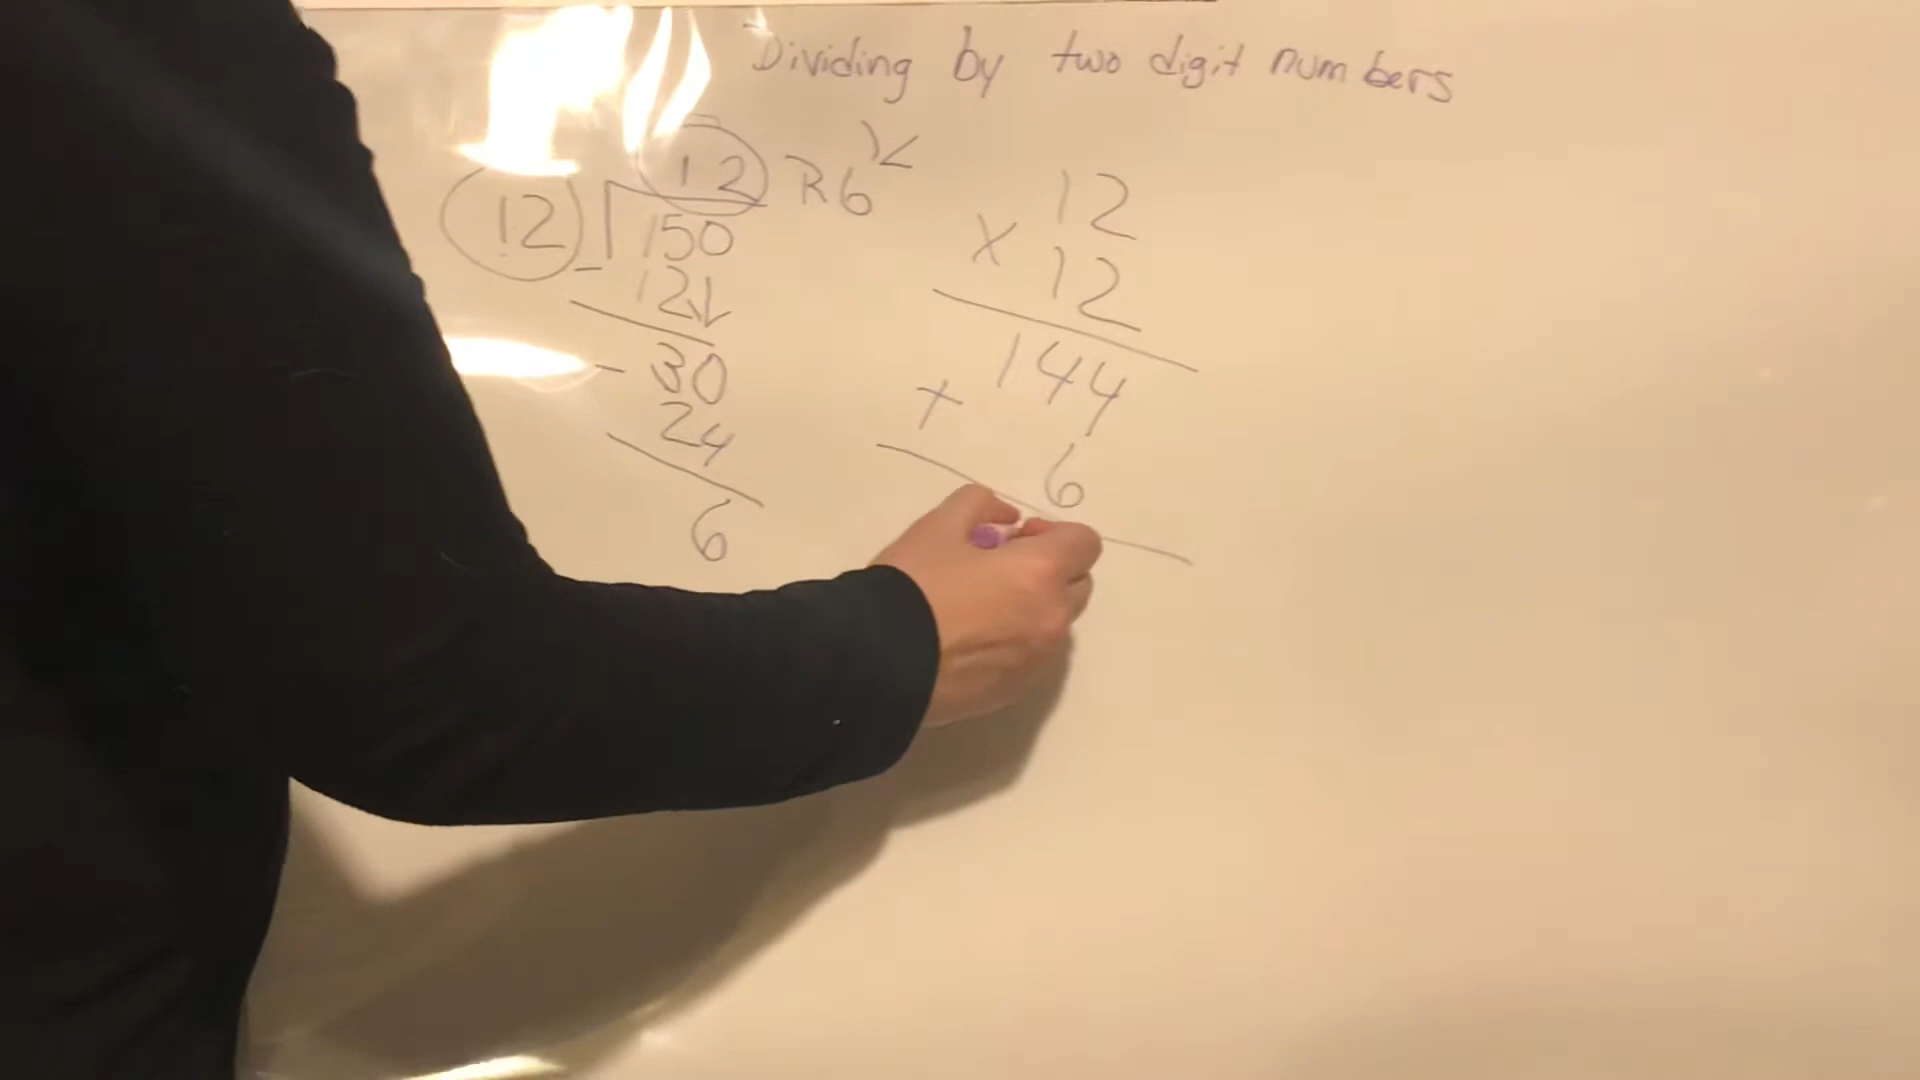 Dividing by two digit numbers
12 R6
12 150
- 12↓
- 30
24
6
12
x 12
144
+ 6